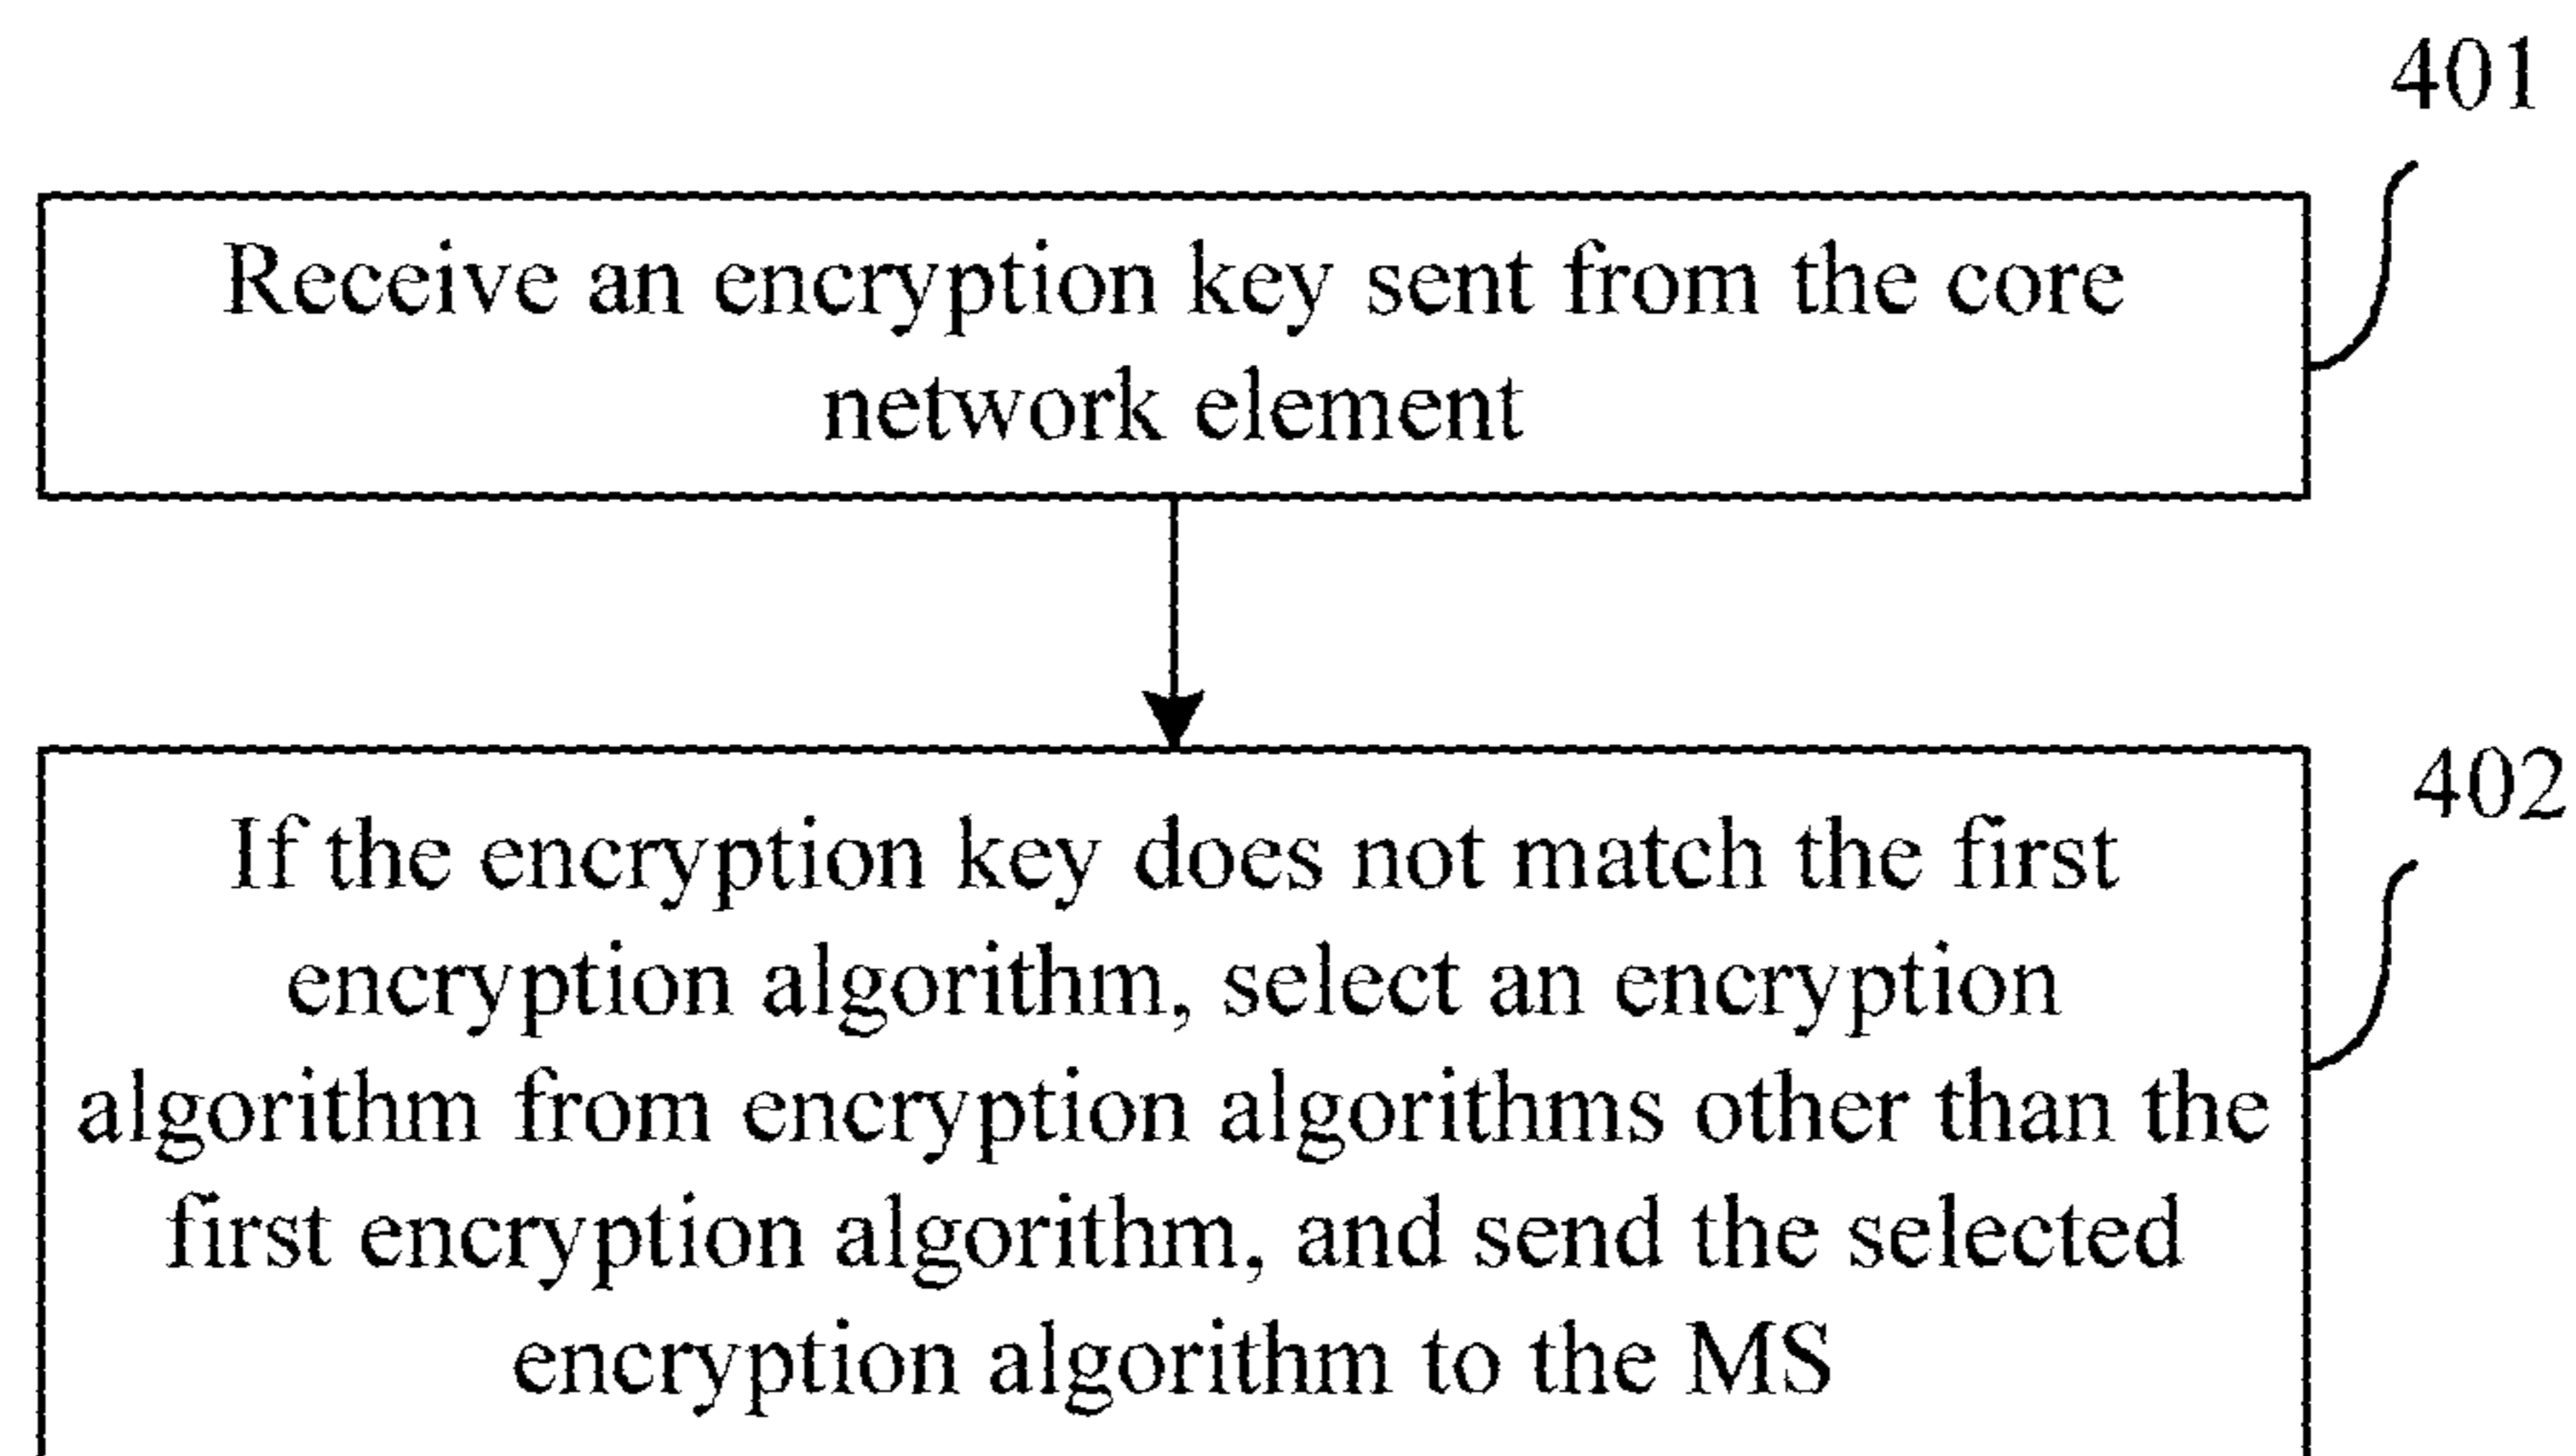 401
Receive an encryption key sent from the core
network element
402
If the encryption key does not match the first
encryption algorithm, select an encryption
algorithm from encryption algorithms other than the
first encryption algorithm, and send the selected
encryption algorithm to the MS